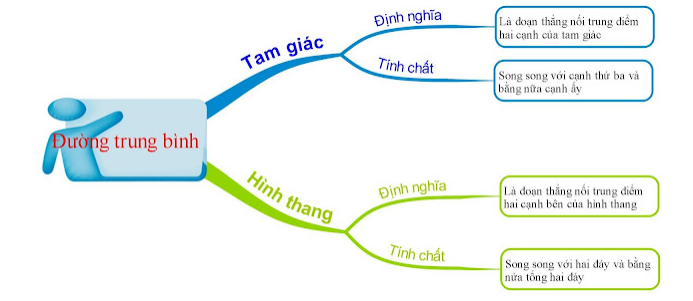 Đường trung bình
Tam giác
Định nghĩa
Là đoạn thẳng nối trung điểm
hai cạnh của tam giác
Tính chất
Song song với cạnh thứ ba và
bằng nữa cạnh ấy
Hình thang
Định nghĩa
Là đoạn thẳng nối trung điểm
hai cạnh bên của hình thang
Tính chất
Song song với hai đáy và bằng
nửa tổng hai đáy